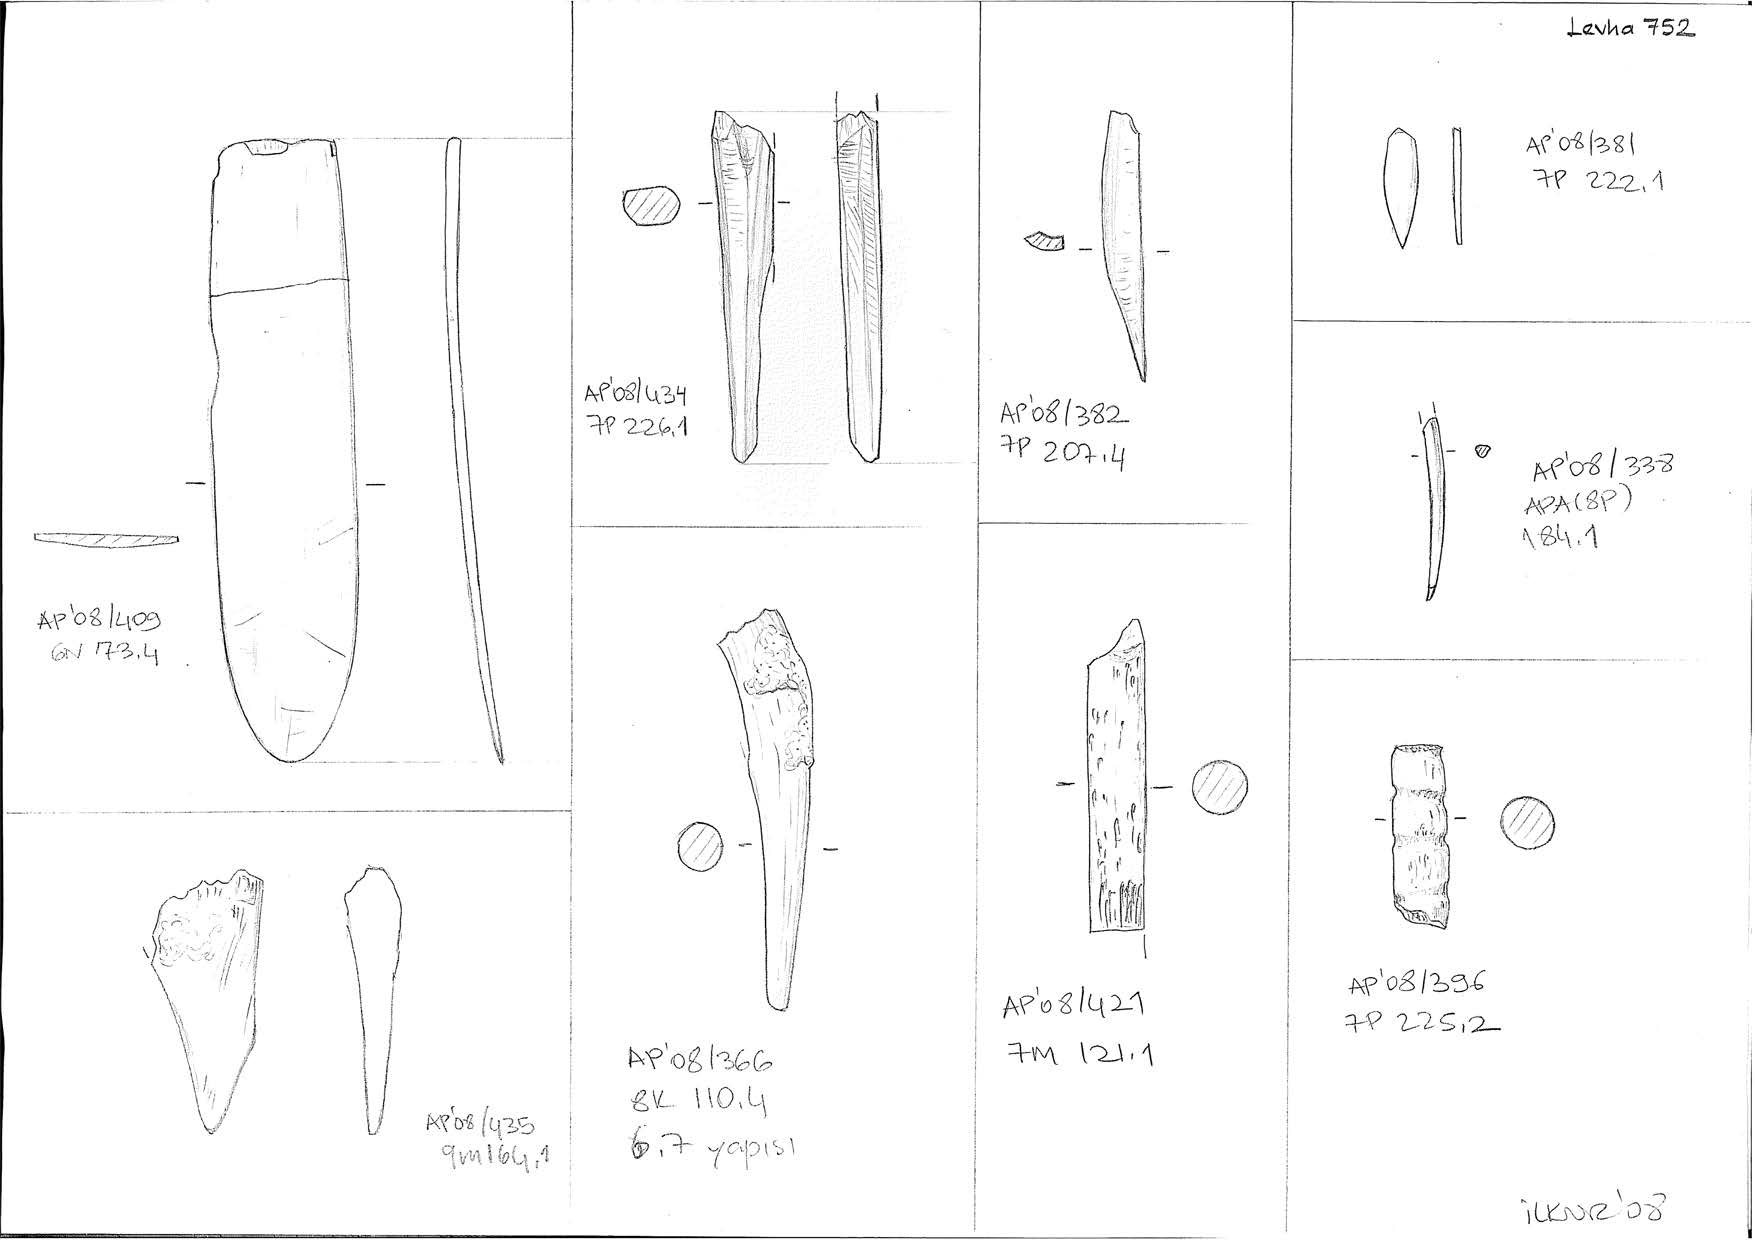 Levha 752
AP'08/409
6N 73.4
AP'08/435
9M 164.1
AP'08/434
7P 226.1
AP'08/366
8K 110.4
6.7 yapısı
AP'08/382
7P 207.4
AP'08/421
7M 121.1
AP'08/381
7P 222.1
AP'08/338
APA(8P)
184.1
AP'08/396
7P 225.2
İLKNUR'08